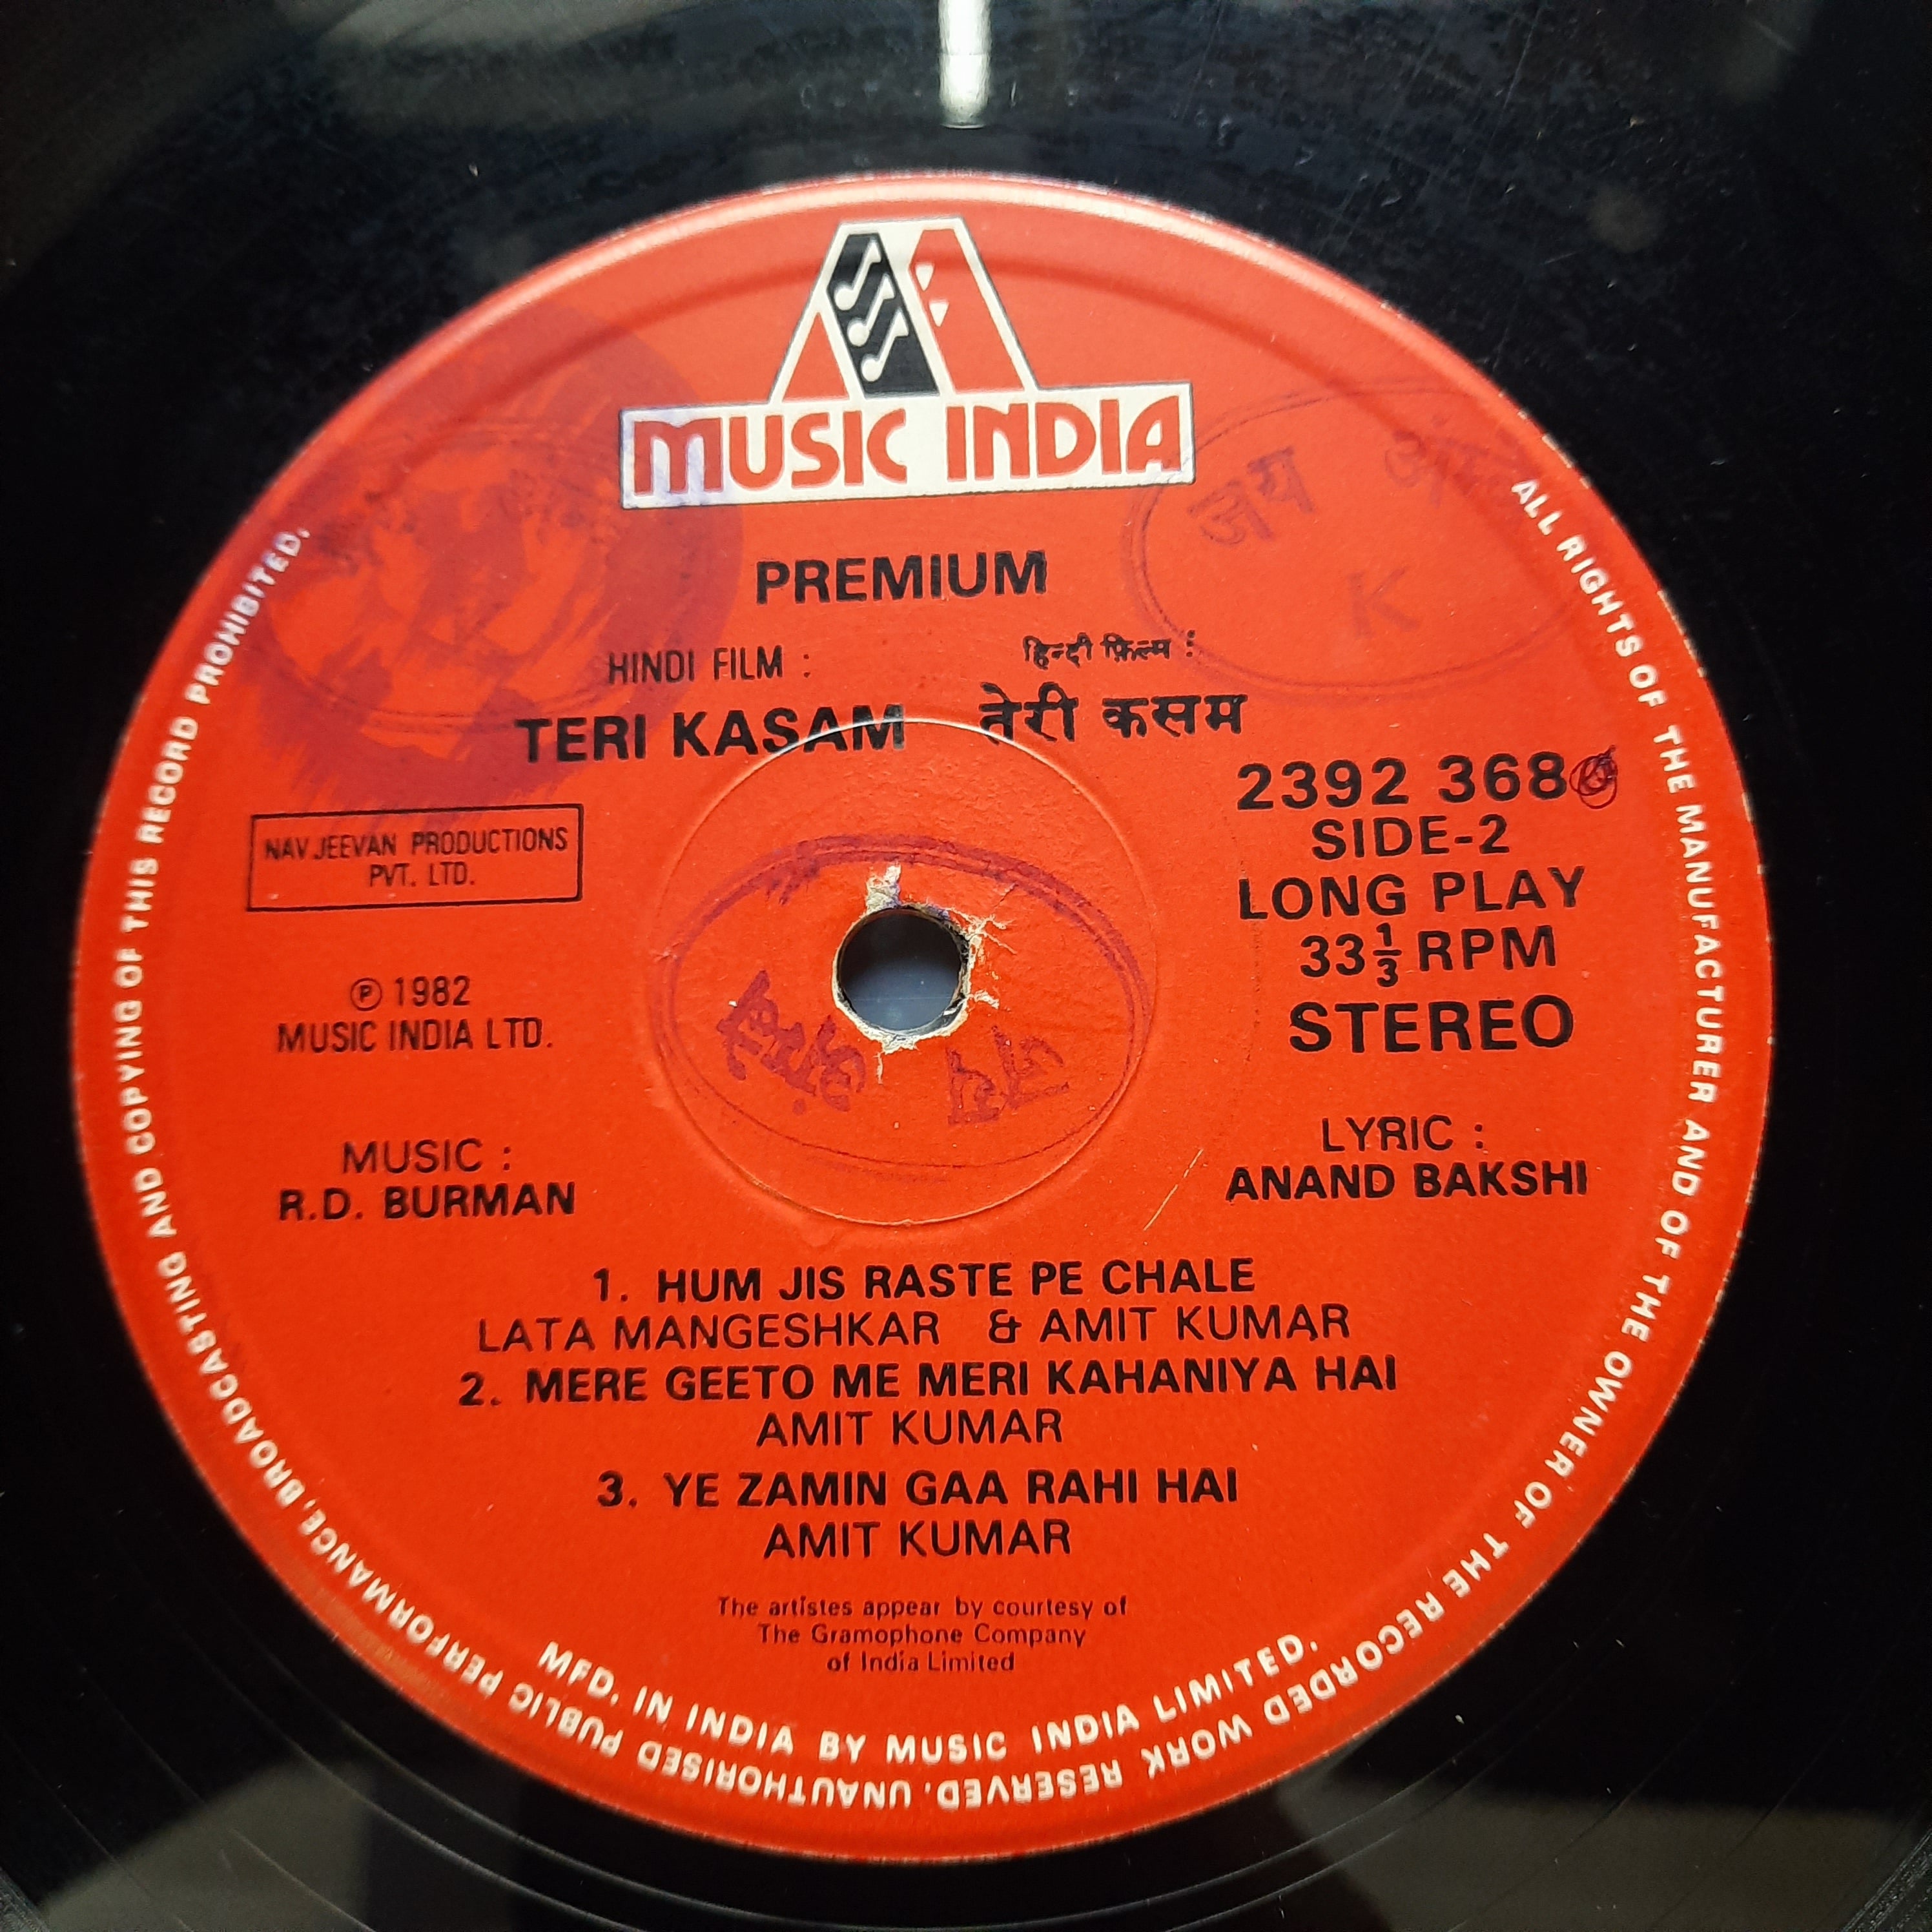 MUSIC INDIA
PREMIUM
HINDI FILM :
हिन्दी फ़िल्म :
TERI KASAM
तेरी कसम
2392 368
SIDE-2
LONG PLAY
33⅓ RPM
STEREO
NAV JEEVAN PRODUCTIONS
PVT. LTD.
℗ 1982
MUSIC INDIA LTD.
MUSIC :
R.D. BURMAN
LYRIC :
ANAND BAKSHI
1. HUM JIS RASTE PE CHALE
LATA MANGESHKAR & AMIT KUMAR
2. MERE GEETO ME MERI KAHANIYA HAI
AMIT KUMAR
3. YE ZAMIN GAA RAHI HAI
AMIT KUMAR
The artistes appear by courtesy of
The Gramophone Company
of India Limited
MFD. IN INDIA BY MUSIC INDIA LIMITED.
ALL RIGHTS OF THE MANUFACTURER AND OF THE OWNER OF THE RECORDED WORK RESERVED. UNAUTHORISED PUBLIC PERFORMANCE, BROADCASTING AND COPYING OF THIS RECORD PROHIBITED.
जय
K
जय